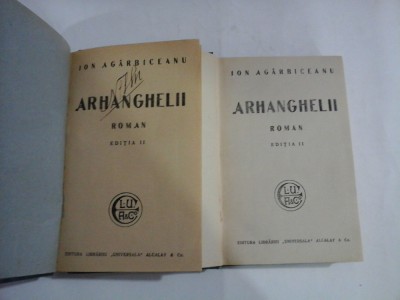 ION AGÂRBICEANU
ARHANGHELII
ROMAN
EDIȚIA II
L.U.
A&C.
EDITURA LIBRĂRIEI „UNIVERSALA” ALCALAY & Co.
ION AGÂRBICEANU
ARHANGHELII
ROMAN
EDIȚIA II
L.U.
A&C.
EDITURA LIBRĂRIEI „UNIVERSALA” ALCALAY & Co.